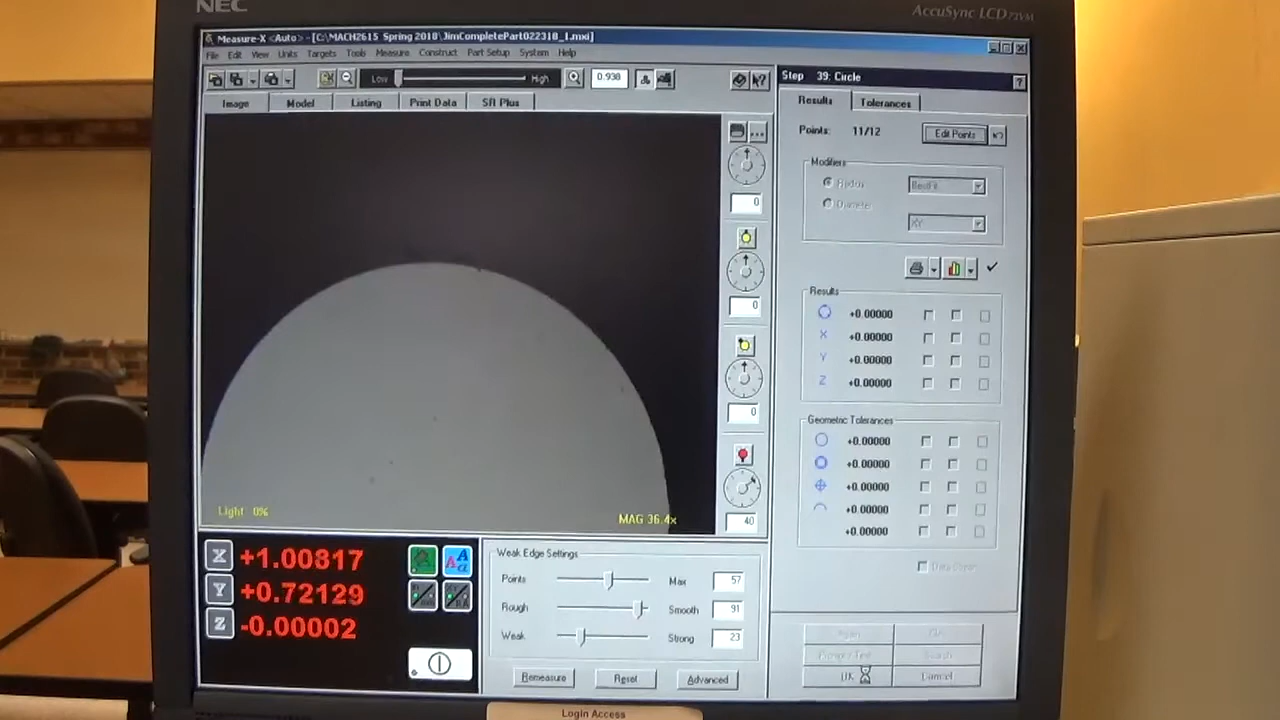 NEC
AccuSync LCD72VM
Measure-X <Auto> - [C:\MACH2615 Spring 2018\JimCompletePart022318_1.mxi]
File Edit View Units Targets Tools Measure Construct Part Setup System Help
Low High 0.938
Image Model Listing Print Data SFI Plus
Step 39: Circle
Results Tolerances
Points: 11/12 Edit Points
Modifiers
Radius BestFit
Diameter
XY
0
0
0
40
Results
+0.00000
X +0.00000
Y +0.00000
Z +0.00000
Geometric Tolerances
+0.00000
+0.00000
+0.00000
+0.00000
+0.00000
Light 0%
MAG 36.4x
X +1.00817
Y +0.72129
Z -0.00002
Weak Edge Settings
Points Max 57
Rough Smooth 91
Weak Strong 23
Remeasure Reset Advanced
OK Cancel
Login Access